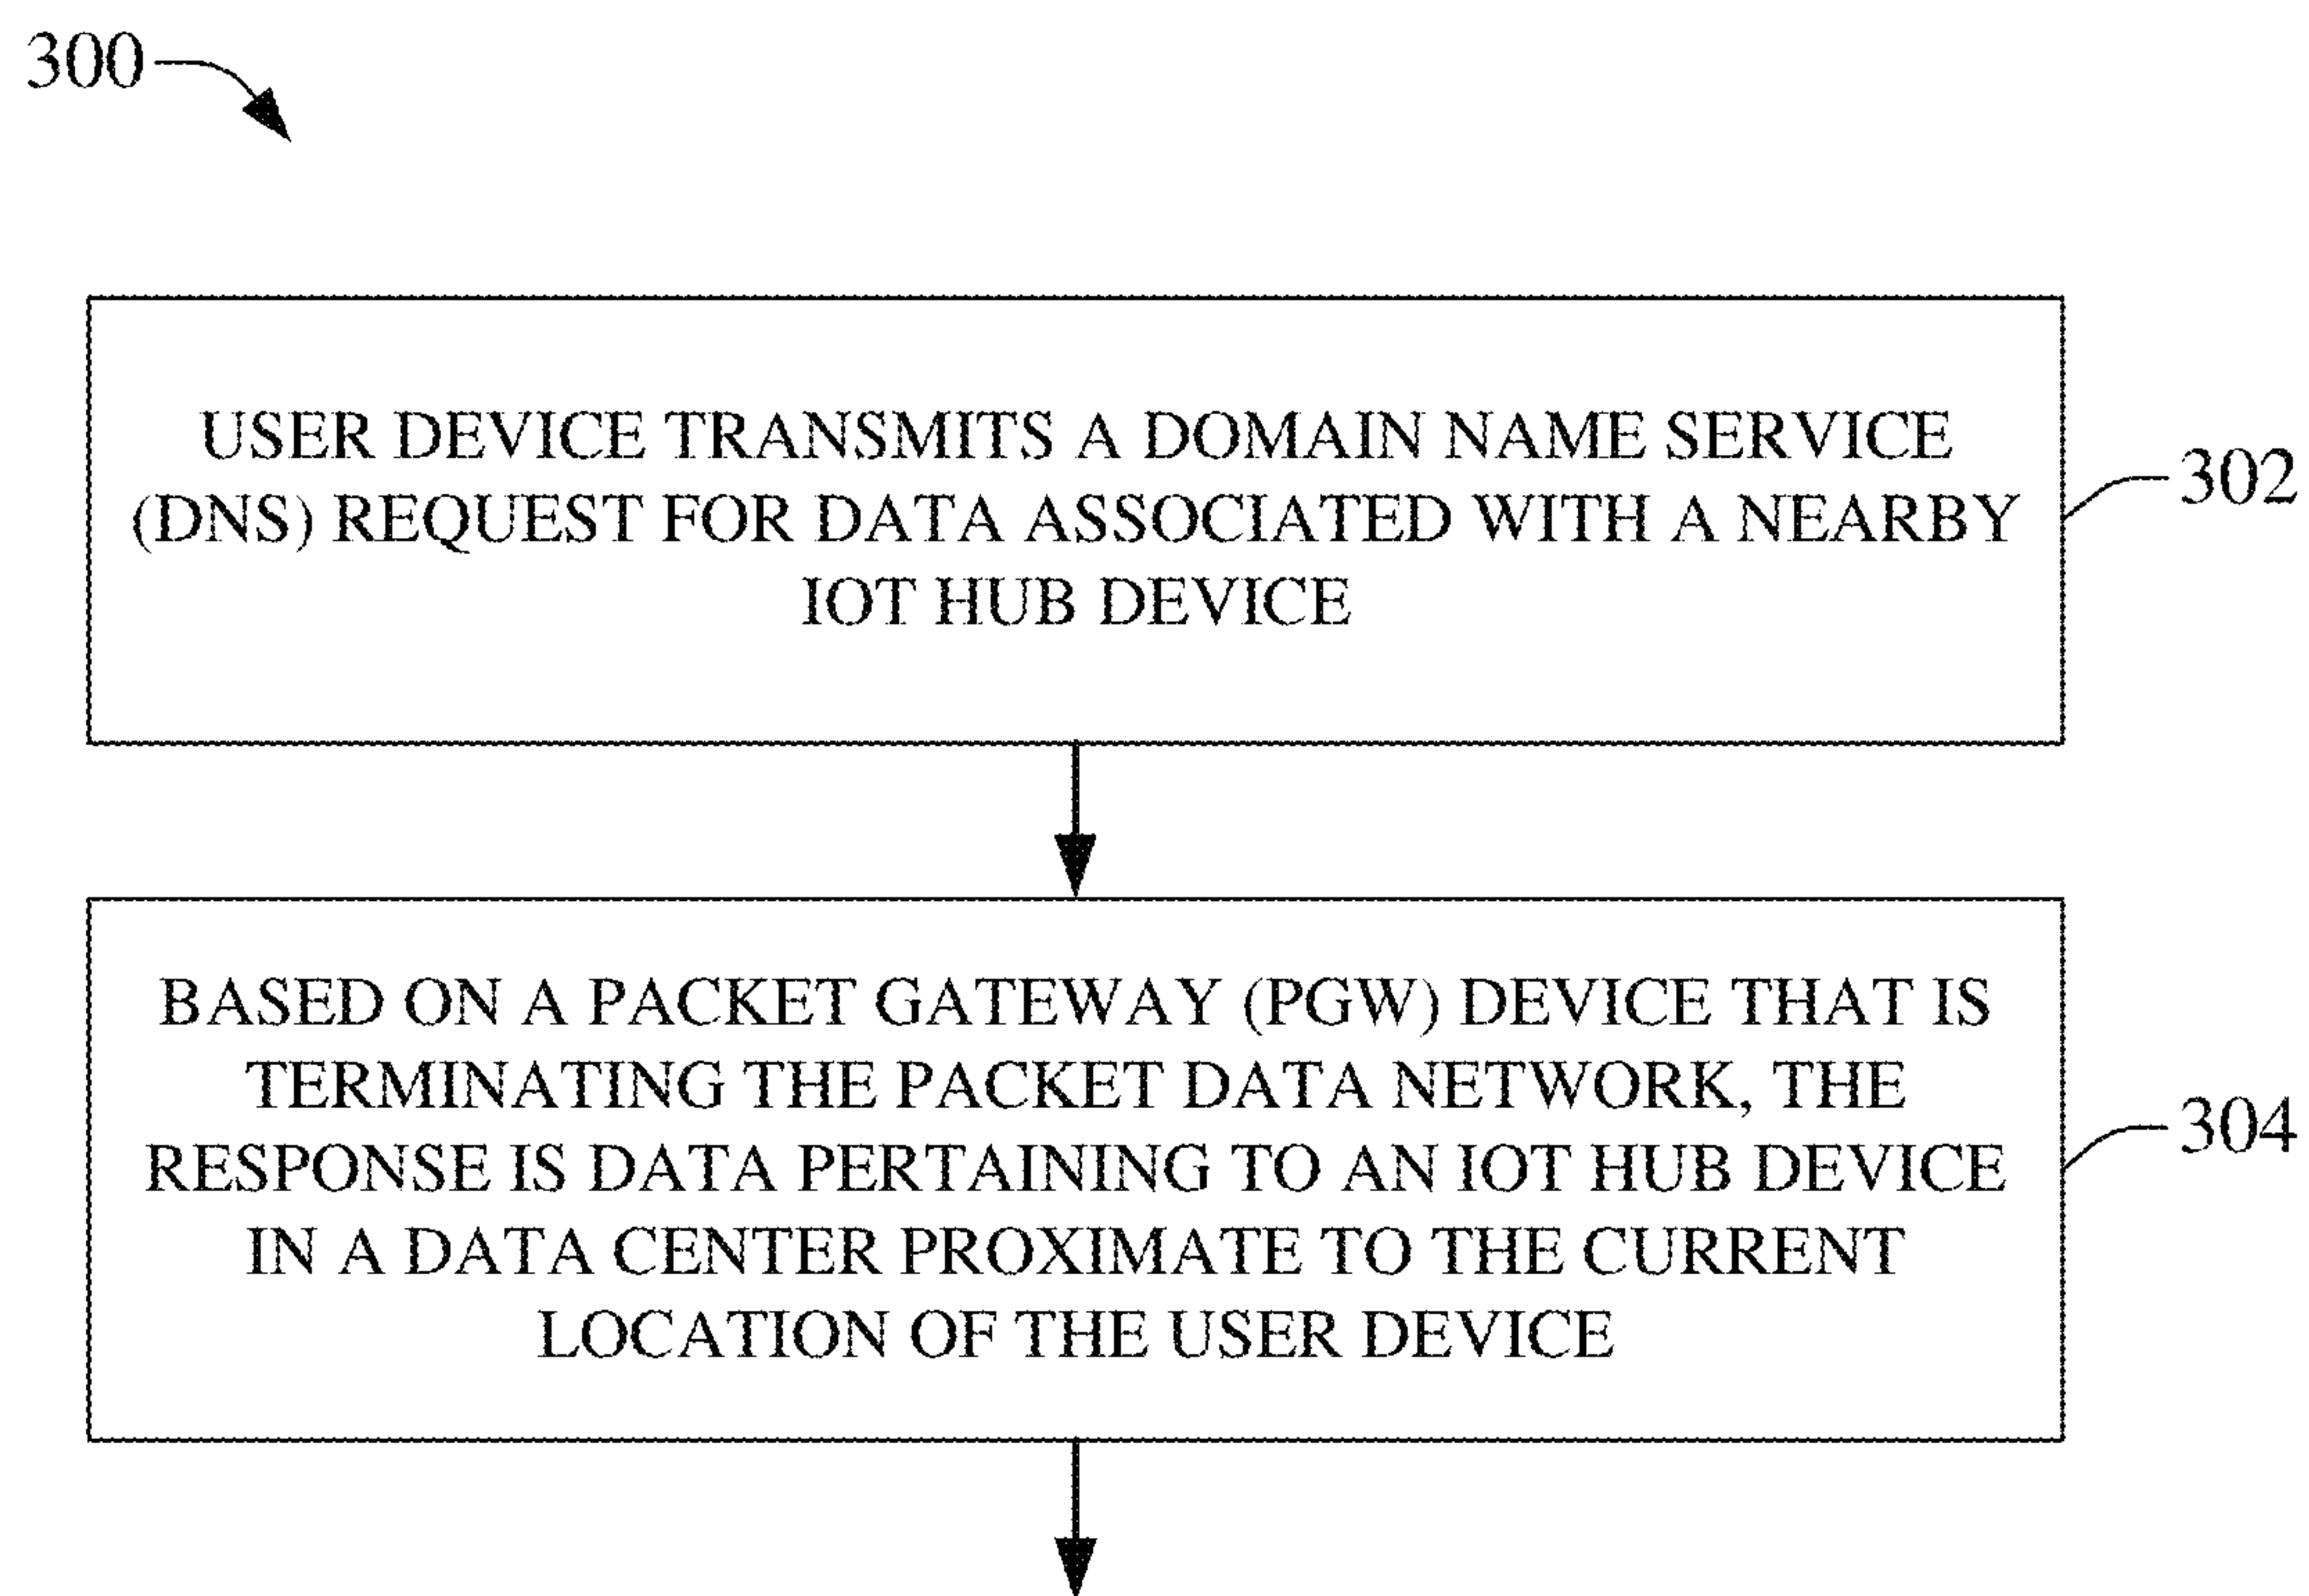 300
USER DEVICE TRANSMITS A DOMAIN NAME SERVICE
(DNS) REQUEST FOR DATA ASSOCIATED WITH A NEARBY
IOT HUB DEVICE
302
BASED ON A PACKET GATEWAY (PGW) DEVICE THAT IS
TERMINATING THE PACKET DATA NETWORK, THE
RESPONSE IS DATA PERTAINING TO AN IOT HUB DEVICE
IN A DATA CENTER PROXIMATE TO THE CURRENT
LOCATION OF THE USER DEVICE
304